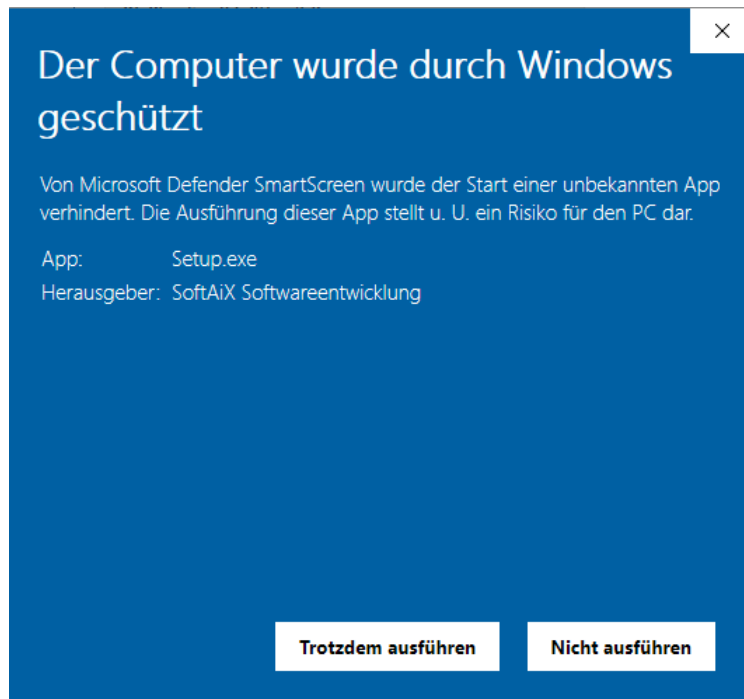 Der Computer wurde durch Windows
geschützt
Von Microsoft Defender SmartScreen wurde der Start einer unbekannten App
verhindert. Die Ausführung dieser App stellt u. U. ein Risiko für den PC dar.
App: Setup.exe
Herausgeber: SoftAiX Softwareentwicklung
Trotzdem ausführen Nicht ausführen